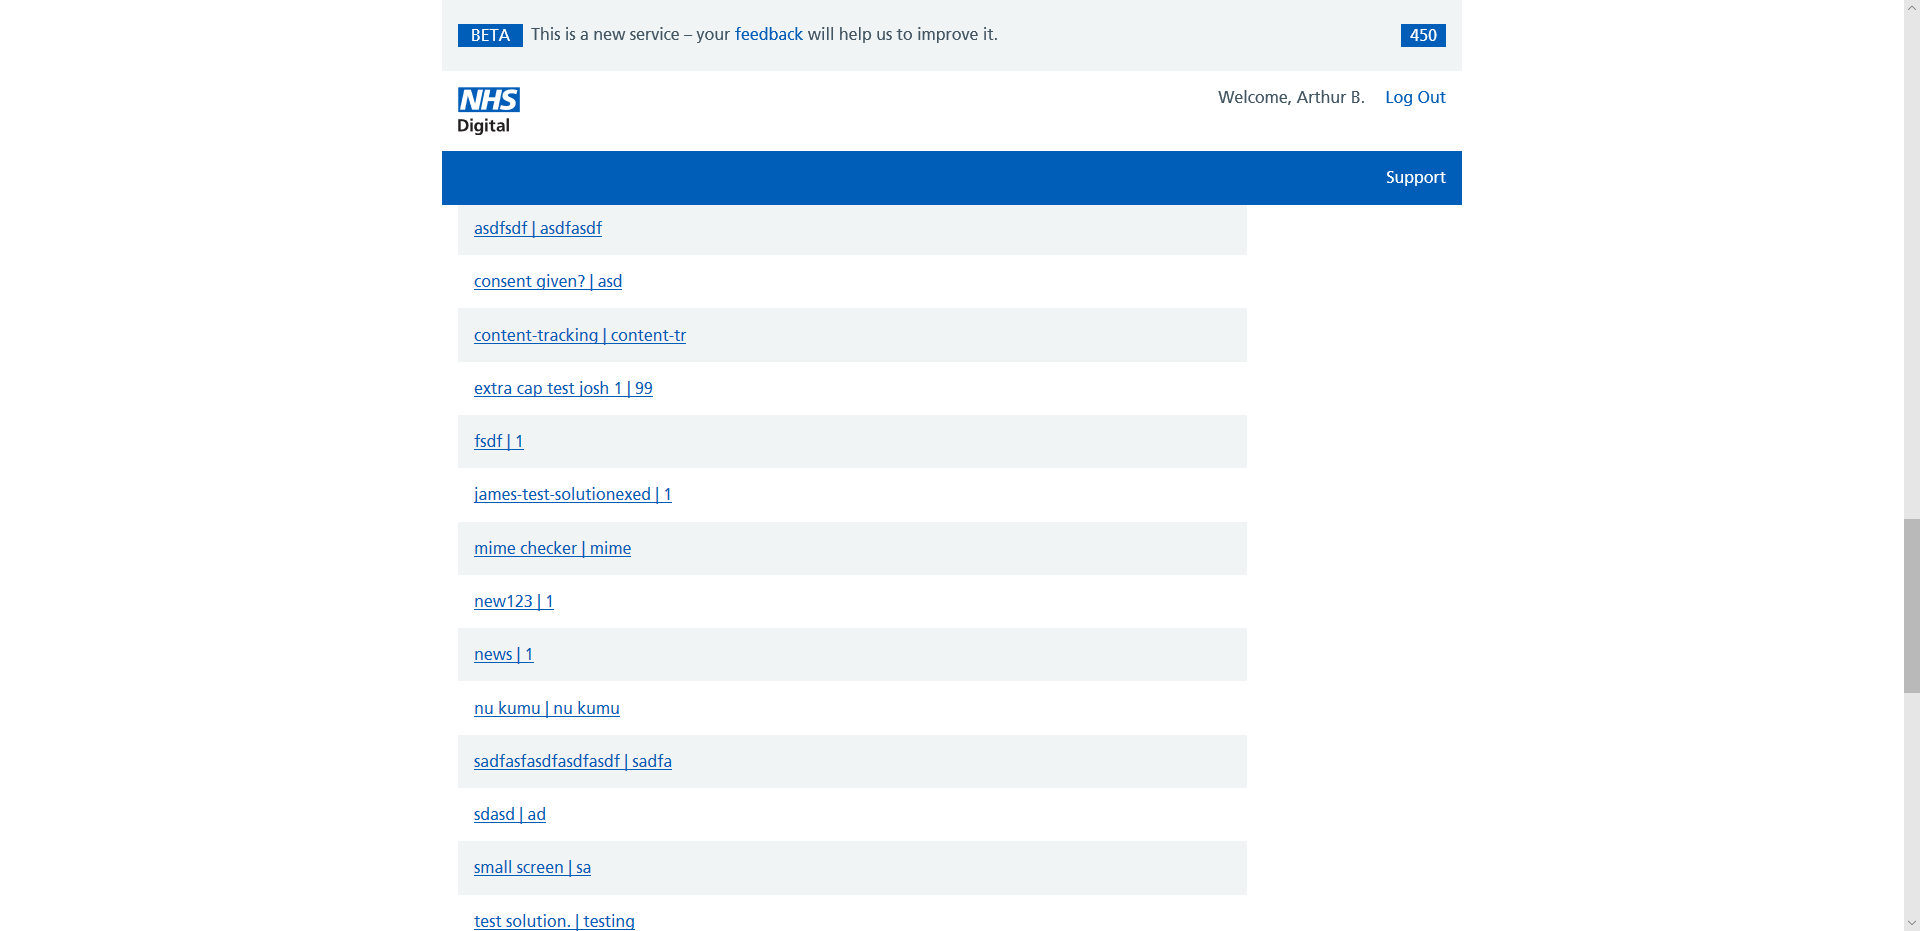 BETA This is a new service – your feedback will help us to improve it. 450
NHS
Digital
Welcome, Arthur B. Log Out
Support
asdfsdf | asdfasdf
consent given? | asd
content-tracking | content-tr
extra cap test josh 1 | 99
fsdf | 1
james-test-solutionexed | 1
mime checker | mime
new123 | 1
news | 1
nu kumu | nu kumu
sadfasfasdfasdfasdf | sadfa
sdasd | ad
small screen | sa
test solution. | testing